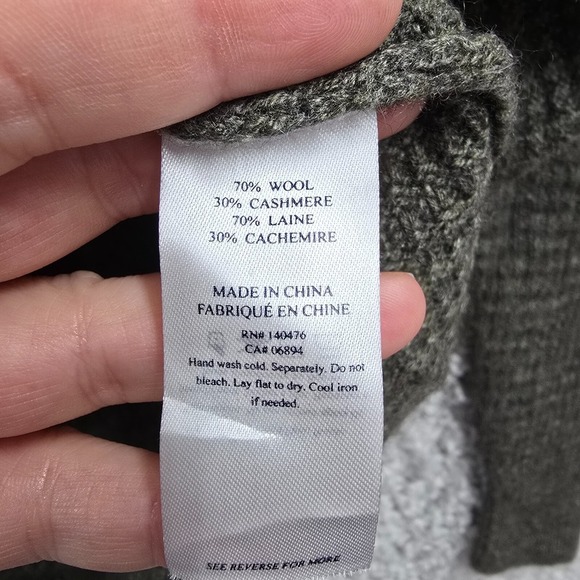 70% WOOL
30% CASHMERE
70% LAINE
30% CACHEMIRE
MADE IN CHINA
FABRIQUÉ EN CHINE
RN# 140476
CA# 06894
Hand wash cold. Separately. Do not
bleach. Lay flat to dry. Cool iron
if needed.
SEE REVERSE FOR MORE